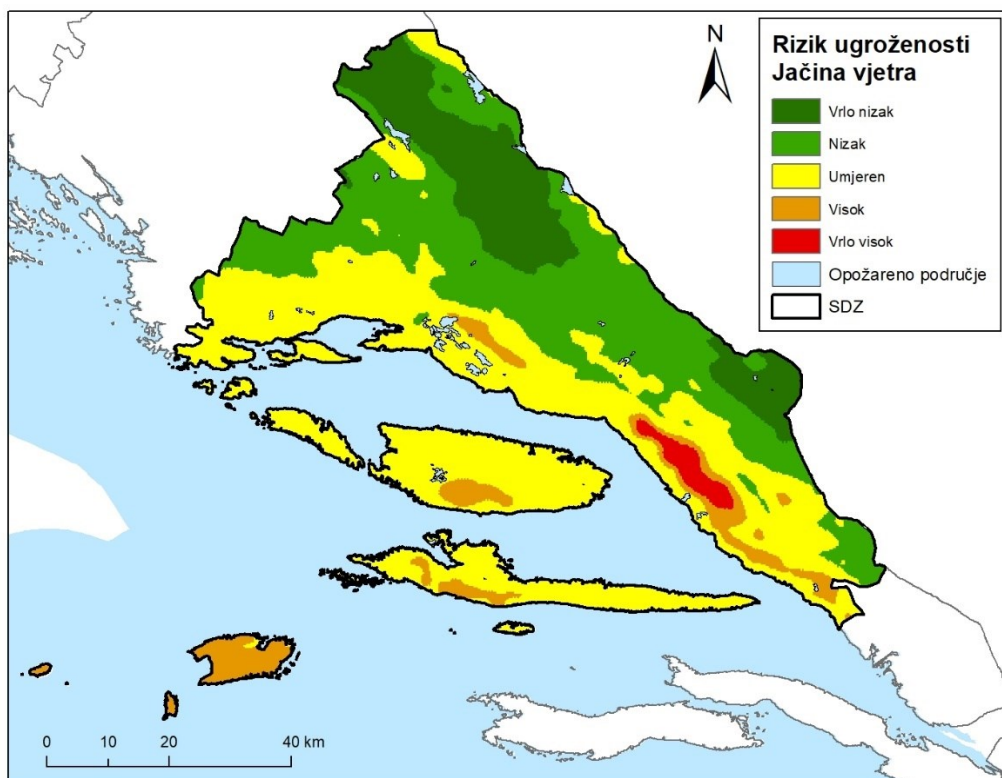 N
Rizik ugroženosti
Jačina vjetra
Vrlo nizak
Nizak
Umjeren
Visok
Vrlo visok
Opožareno područje
SDZ
0 10 20 40 km